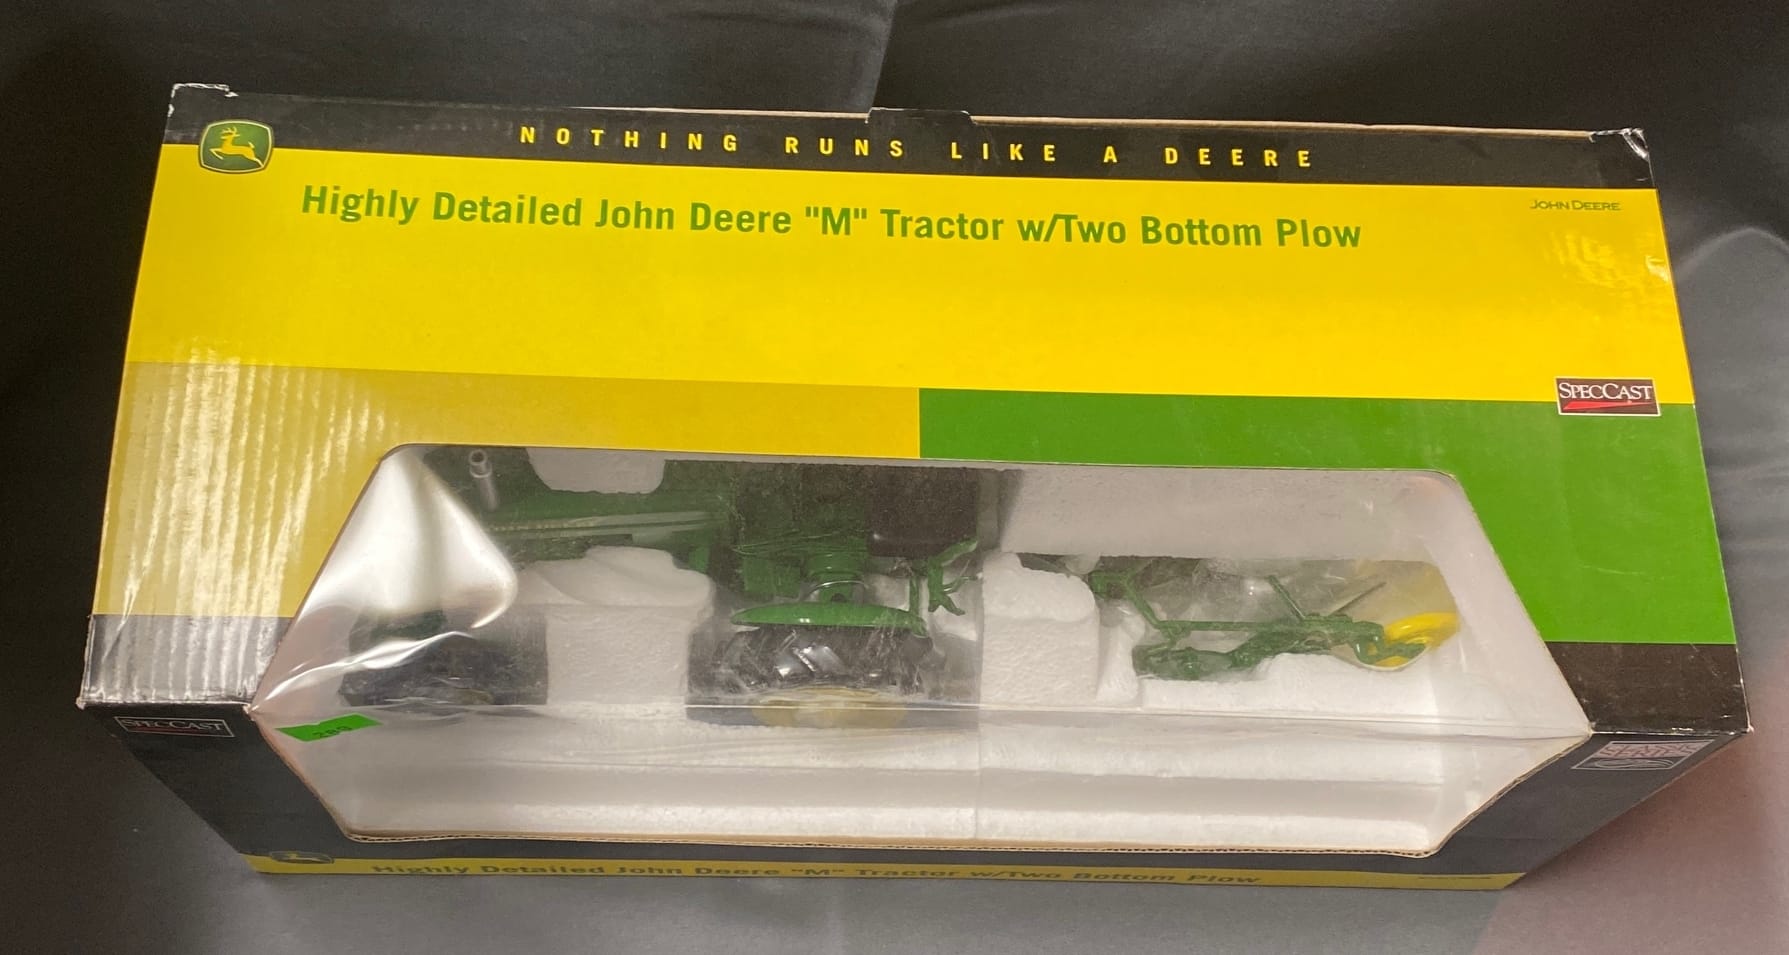 NOTHING RUNS LIKE A DEERE
Highly Detailed John Deere "M" Tractor w/Two Bottom Plow
JOHN DEERE
SPECCAST
SPECCAST
Highly Detailed John Deere "M" Tractor w/Two Bottom Plow